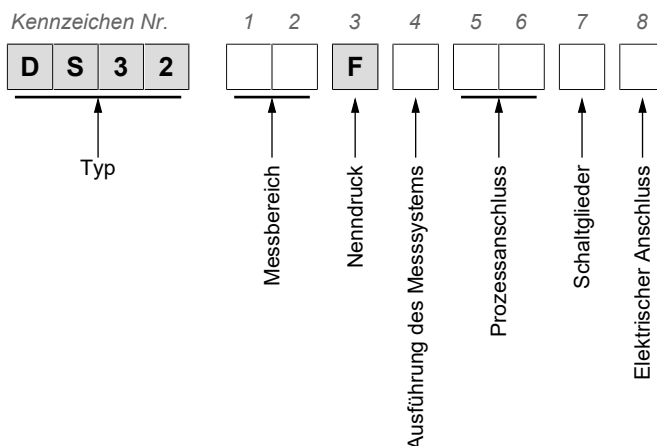 Kennzeichen Nr. 1 2 3 4 5 6 7 8
D S 3 2 F
Typ
Messbereich
Nenndruck
Ausführung des Messsystems
Prozessanschluss
Schaltglieder
Elektrischer Anschluss